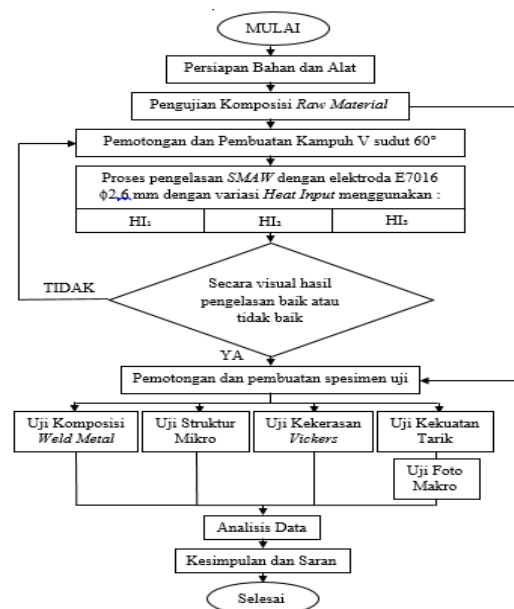 MULAI
Persiapan Bahan dan Alat
Pengujian Komposisi Raw Material
Pemotongan dan Pembuatan Kampuh V sudut 60°
Proses pengelasan SMAW dengan elektroda E7016
ϕ2,6 mm dengan variasi Heat Input menggunakan :
HI₁ HI₂ HI₃
TIDAK
Secara visual hasil
pengelasan baik atau
tidak baik
YA
Pemotongan dan pembuatan spesimen uji
Uji Komposisi
Weld Metal
Uji Struktur
Mikro
Uji Kekerasan
Vickers
Uji Kekuatan
Tarik
Uji Foto
Makro
Analisis Data
Kesimpulan dan Saran
Selesai